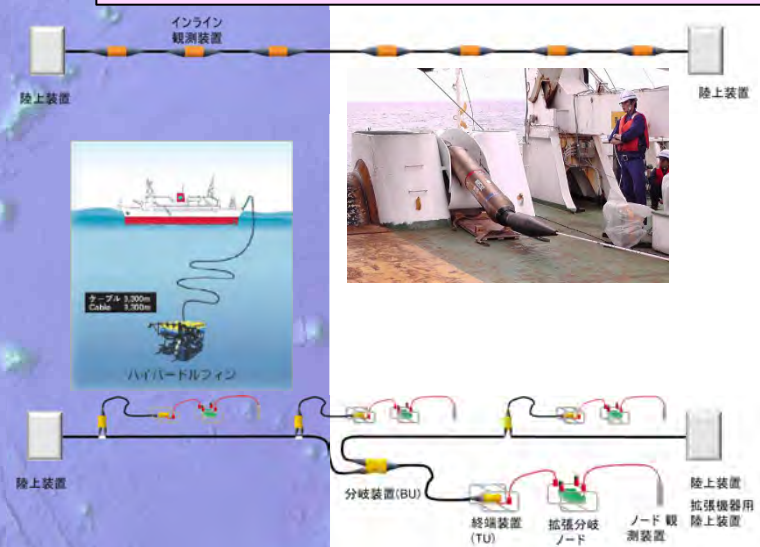 インライン
観測装置
陸上装置
陸上装置
ケーブル 3,300m
Cable 3,300m
ハイパードルフィン
陸上装置
分岐装置(BU)
終端装置
(TU)
拡張分岐
ノード
ノード 観
測装置
陸上装置
拡張機器用
陸上装置